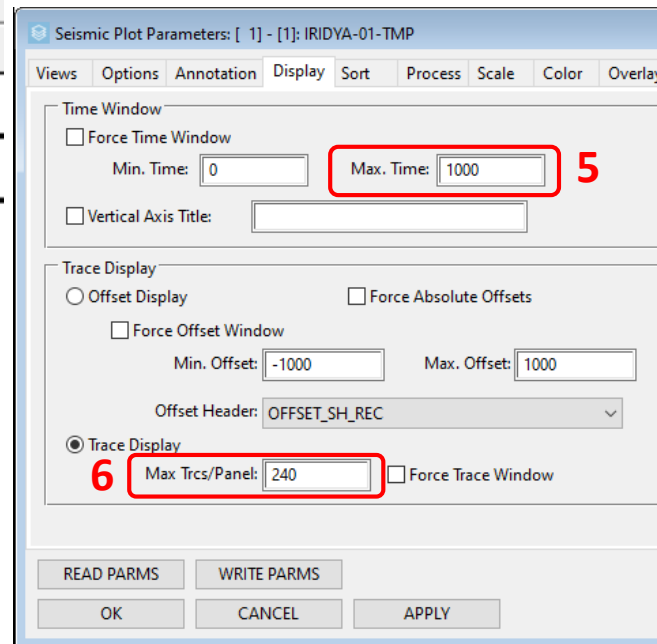 Seismic Plot Parameters: [ 1] - [1]: IRIDYA-01-TMP
Views Options Annotation Display Sort Process Scale Color Overlay
Time Window
Force Time Window
Min. Time: 0 Max. Time: 1000 5
Vertical Axis Title:
Trace Display
Offset Display Force Absolute Offsets
Force Offset Window
Min. Offset: -1000 Max. Offset: 1000
Offset Header: OFFSET_SH_REC
Trace Display
6 Max Trcs/Panel: 240 Force Trace Window
READ PARMS WRITE PARMS
OK CANCEL APPLY